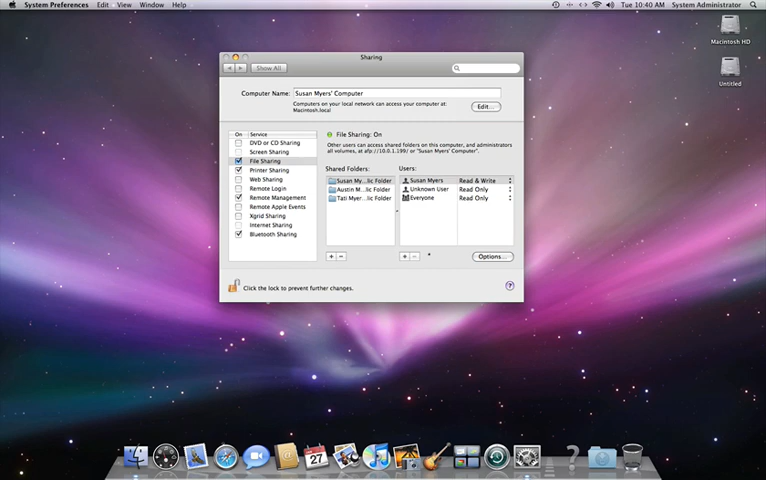 System Preferences Edit View Window Help Tue 10:40 AM System Administrator
Macintosh HD
Untitled
Sharing
Show All
Computer Name: Susan Myers' Computer
Computers on your local network can access your computer at:
Macintosh.local
Edit...
On Service
DVD or CD Sharing
Screen Sharing
File Sharing
Printer Sharing
Web Sharing
Remote Login
Remote Management
Remote Apple Events
Xgrid Sharing
Internet Sharing
Bluetooth Sharing
File Sharing: On
Other users can access shared folders on this computer, and administrators
all volumes, at afp://10.0.1.199/ or "Susan Myers' Computer".
Shared Folders: Users:
Susan My...lic Folder
Austin M...lic Folder
Tati Myer...lic Folder
Susan Myers Read & Write
Unknown User Read Only
Everyone Read Only
+ − + −
Options...
Click the lock to prevent further changes.
?
27